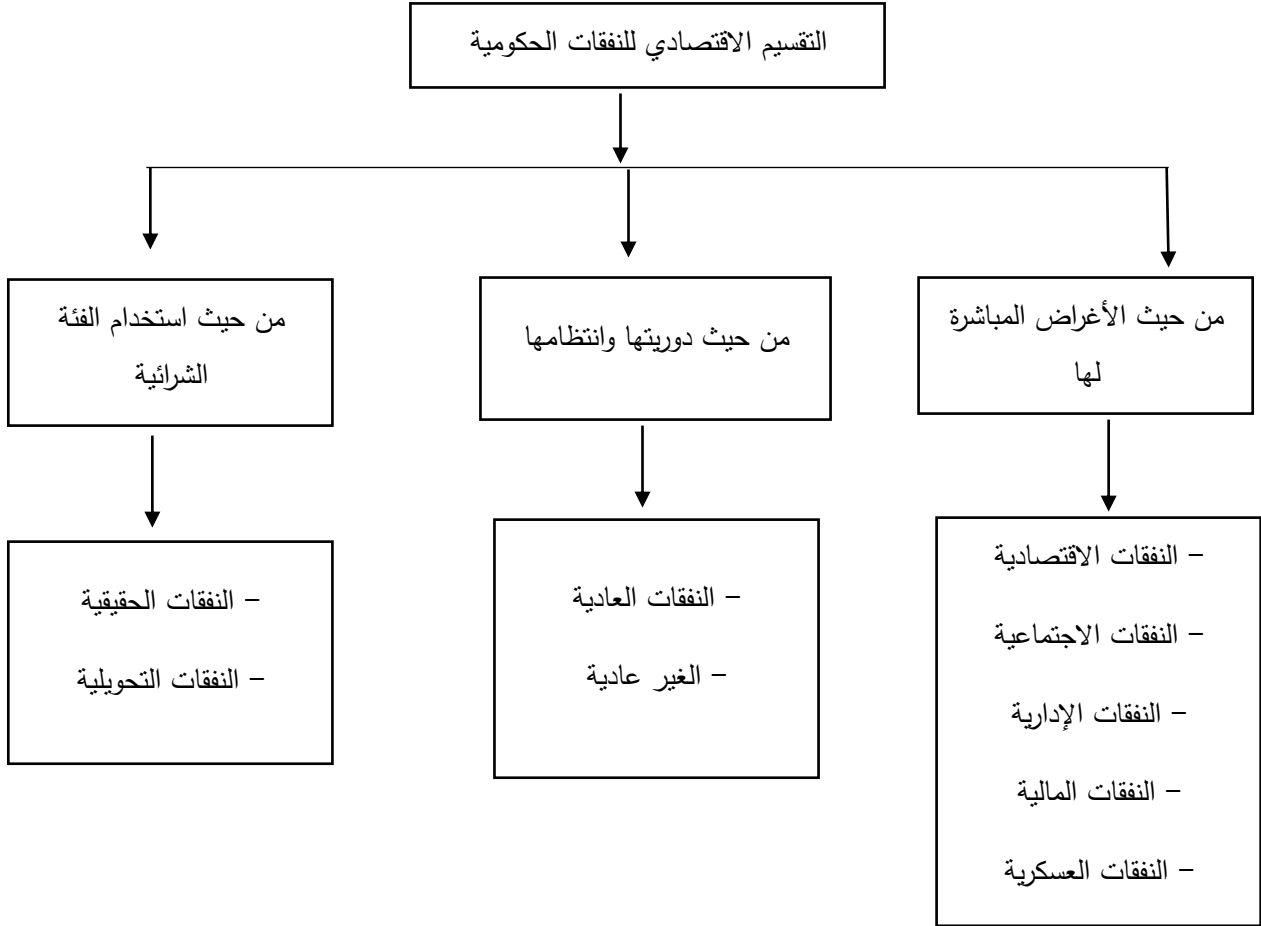 التقسيم الاقتصادي للنفقات الحكومية
من حيث الأغراض المباشرة
لها
من حيث دوريتها وانتظامها
من حيث استخدام الفئة
الشرائية
– النفقات الاقتصادية
– النفقات الاجتماعية
– النفقات الإدارية
– النفقات المالية
– النفقات العسكرية
– النفقات العادية
– الغير عادية
– النفقات الحقيقية
– النفقات التحويلية